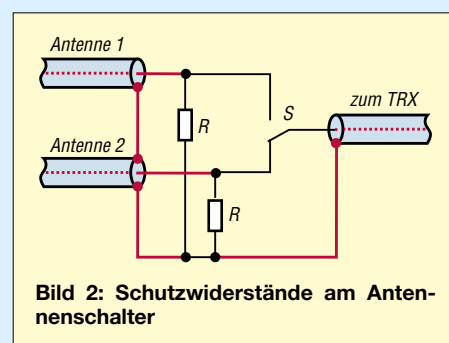 Antenne 1
zum TRX
S
R
Antenne 2
R
Bild 2: Schutzwiderstände am Anten-
nenschalter